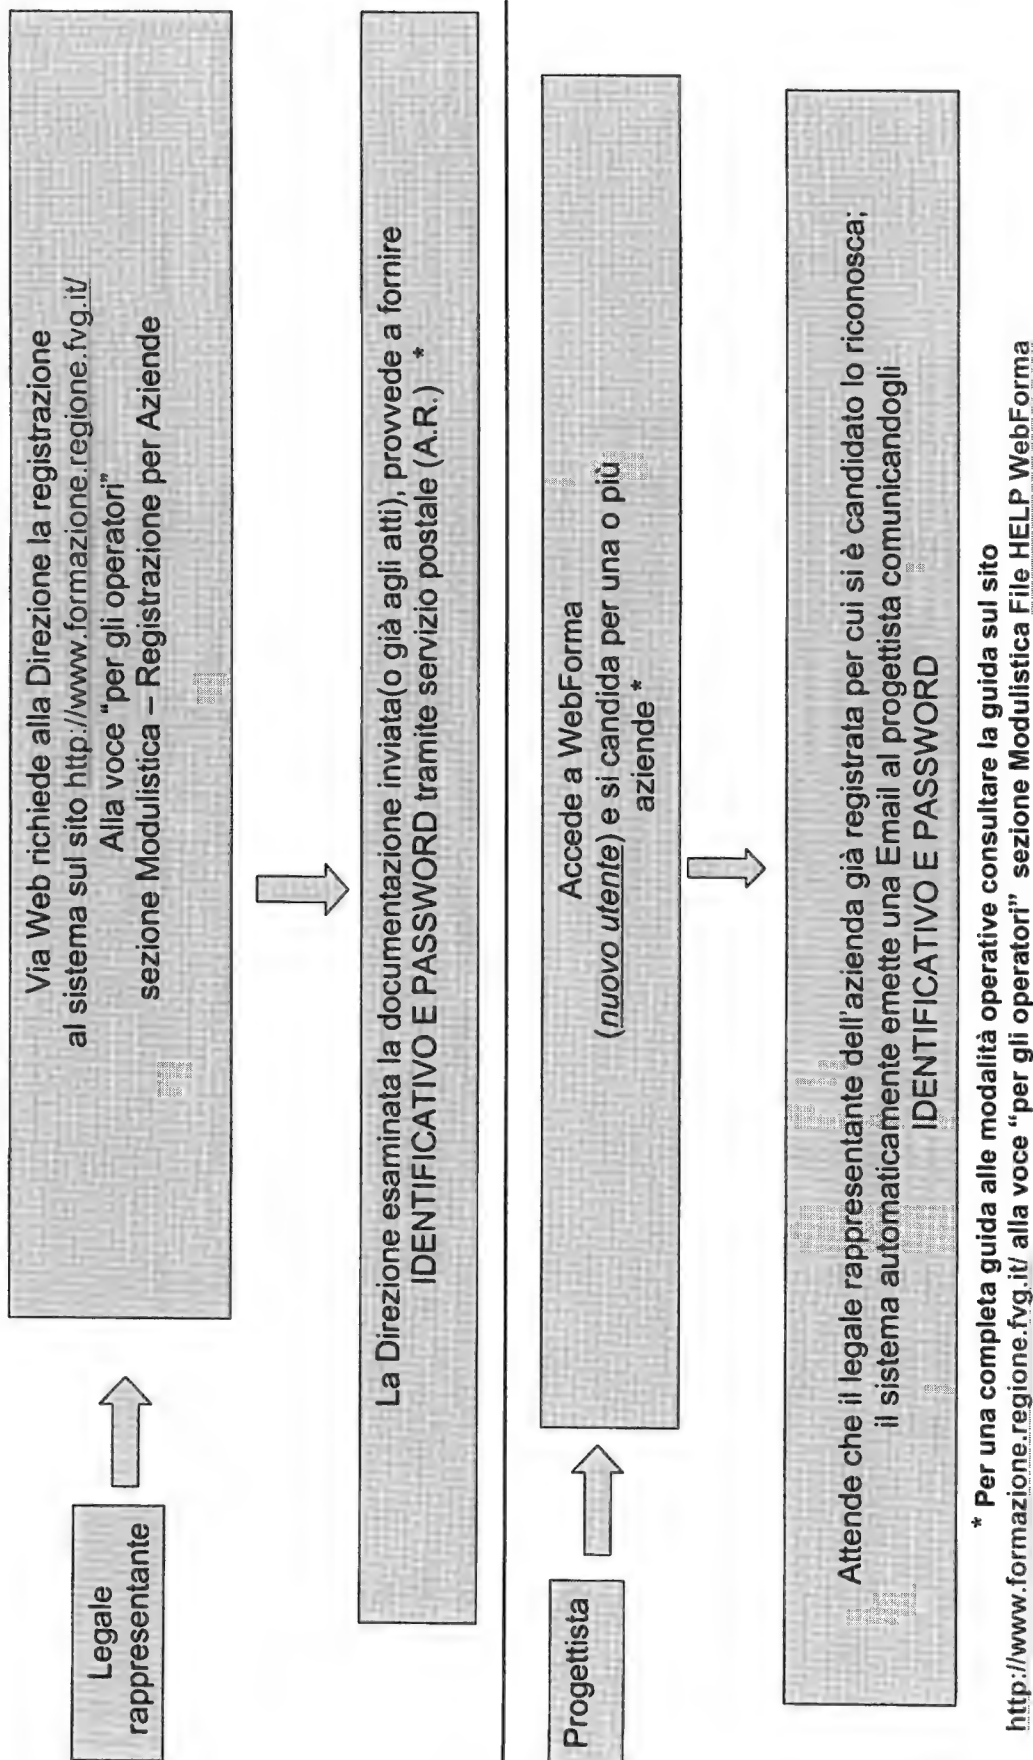 Legale
rappresentante
Via Web richiede alla Direzione la registrazione
al sistema sul sito http://www.formazione.regione.fvg.it/
Alla voce “per gli operatori”
sezione Modulistica – Registrazione per Aziende
La Direzione esaminata la documentazione inviata(o già agli atti), provvede a fornire
IDENTIFICATIVO E PASSWORD tramite servizio postale (A.R.) *
Progettista
Accede a WebForma
(nuovo utente) e si candida per una o più
aziende *
Attende che il legale rappresentante dell'azienda già registrata per cui si è candidato lo riconosca;
il sistema automaticamente emette una Email al progettista comunicandogli
IDENTIFICATIVO E PASSWORD
* Per una completa guida alle modalità operative consultare la guida sul sito
http://www.formazione.regione.fvg.it/ alla voce “per gli operatori” sezione Modulistica File HELP WebForma